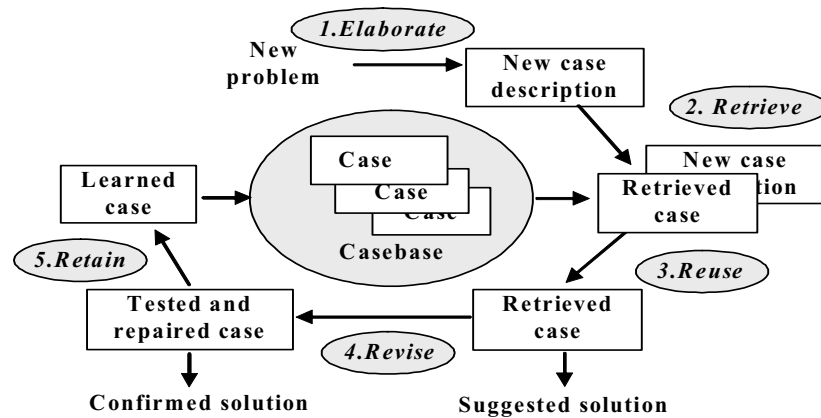 1.Elaborate
New
problem
New case
description
2. Retrieve
New case
Retrieved
case
Learned
case
Case
Case
Case
Casebase
5.Retain
3.Reuse
Tested and
repaired case
Retrieved
case
4.Revise
Confirmed solution
Suggested solution